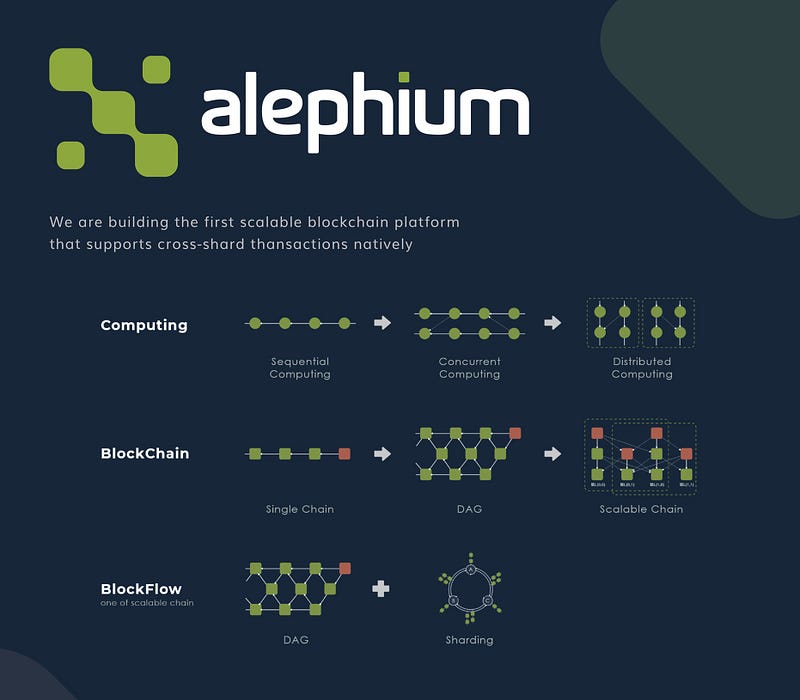 alephium
We are building the first scalable blockchain platform
that supports cross-shard thansactions natively
Computing
Sequential
Computing
Concurrent
Computing
Distributed
Computing
BlockChain
Single Chain
DAG
Scalable Chain
BlockFlow
one of scalable chain
DAG
A
B
C
Sharding